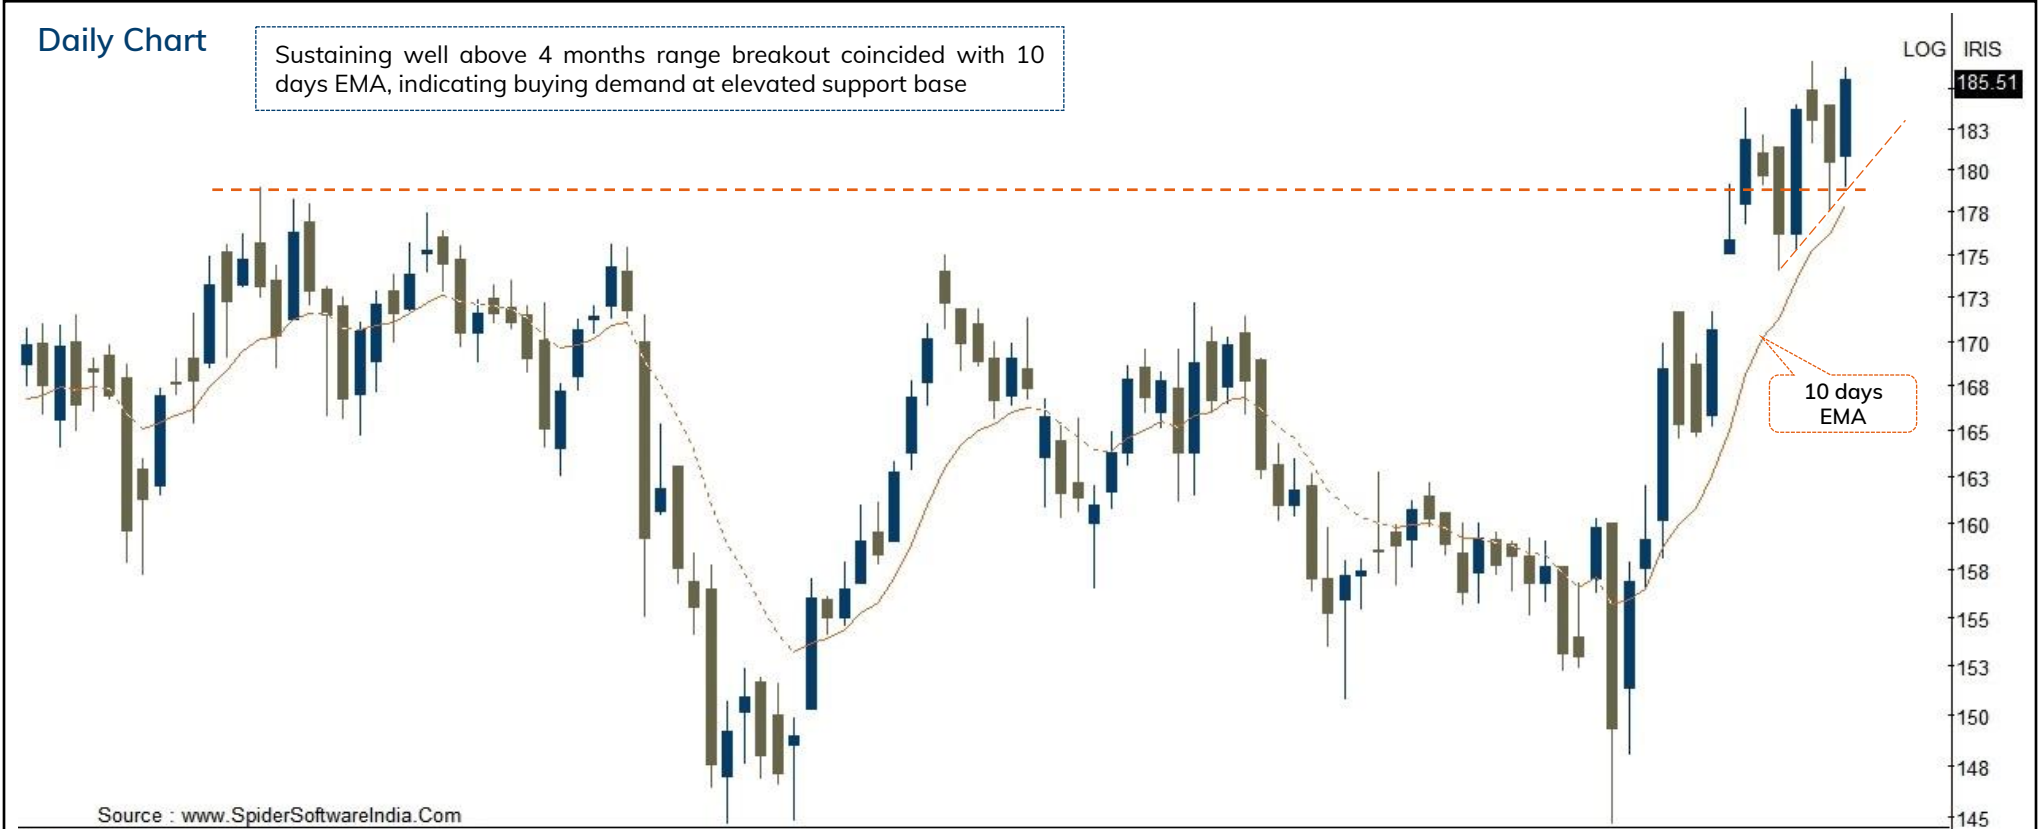 Daily Chart
Sustaining well above 4 months range breakout coincided with 10
days EMA, indicating buying demand at elevated support base
LOG
IRIS
185.51
183
180
178
175
173
170
168
165
163
160
158
155
153
150
148
145
10 days
EMA
Source : www.SpiderSoftwareIndia.Com